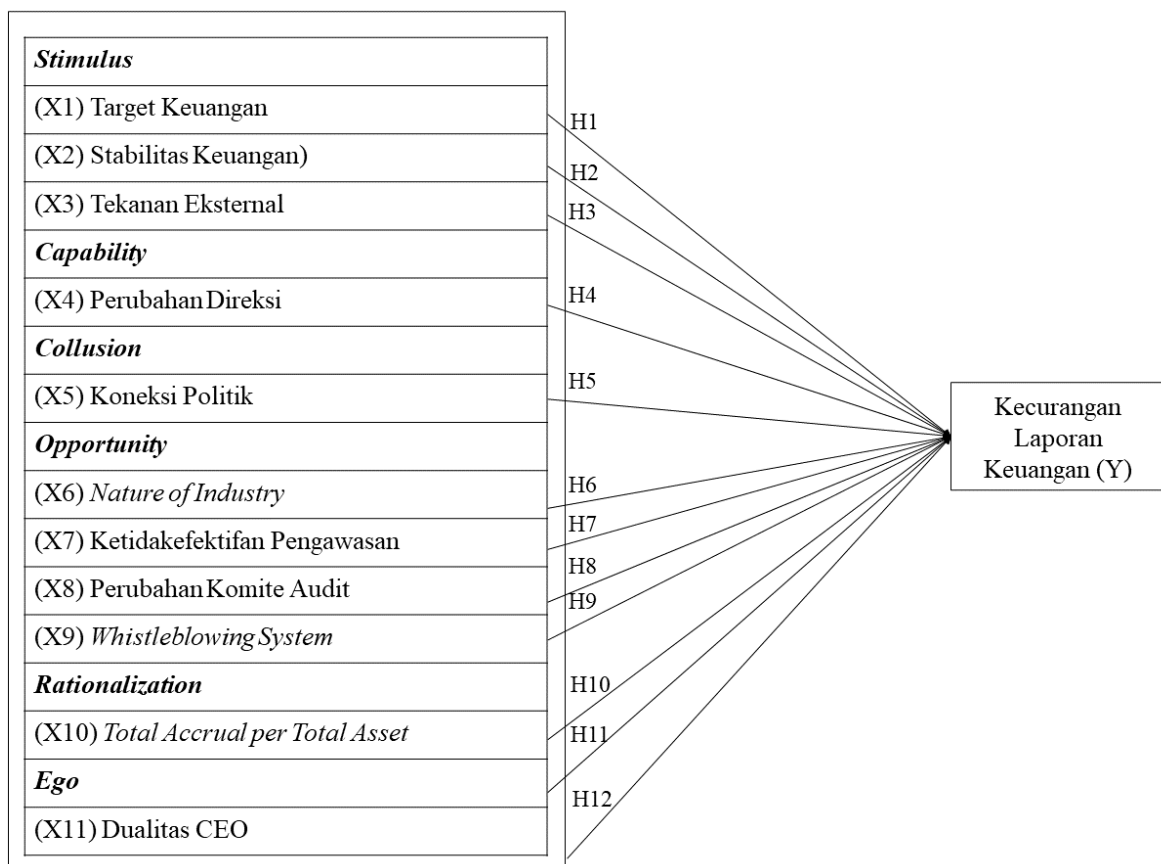 Stimulus
(X1) Target Keuangan
(X2) Stabilitas Keuangan)
(X3) Tekanan Eksternal
Capability
(X4) Perubahan Direksi
Collusion
(X5) Koneksi Politik
Opportunity
(X6) Nature of Industry
(X7) Ketidakefektifan Pengawasan
(X8) Perubahan Komite Audit
(X9) Whistleblowing System
Rationalization
(X10) Total Accrual per Total Asset
Ego
(X11) Dualitas CEO
H1
H2
H3
H4
H5
H6
H7
H8
H9
H10
H11
H12
Kecurangan
Laporan
Keuangan (Y)